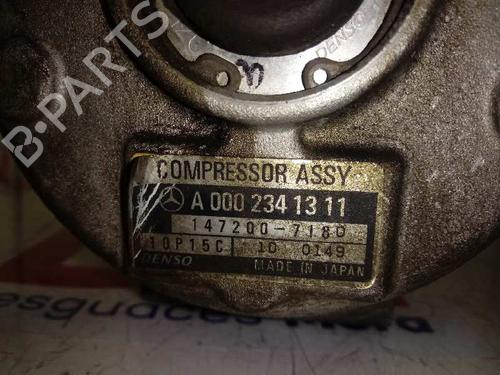 B-PARTS
DENSO
COMPRESSOR ASSY
A 000 234 13 11
147200-7180
10P15C 10 0149
DENSO MADE IN JAPAN